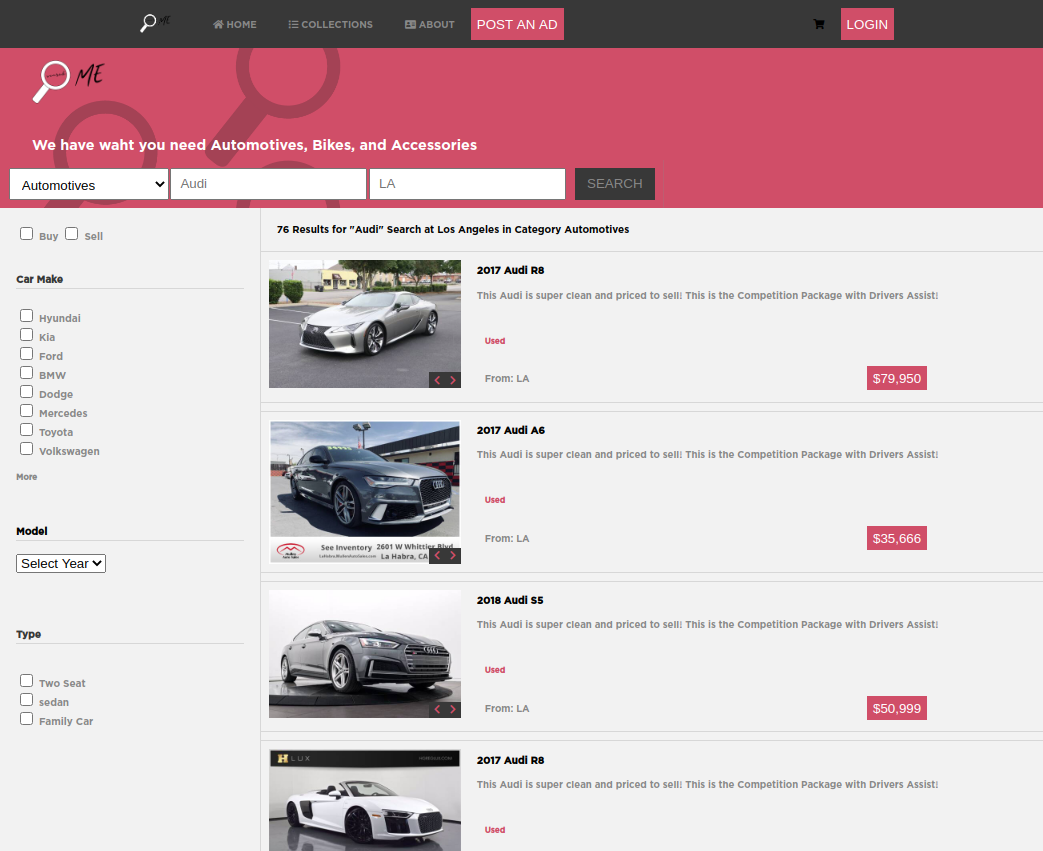 ME HOME COLLECTIONS ABOUT POST AN AD LOGIN
ME
We have waht you need Automotives, Bikes, and Accessories
Automotives Audi LA SEARCH
Buy Sell
Car Make
Hyundai
Kia
Ford
BMW
Dodge
Mercedes
Toyota
Volkswagen
More
Model
Select Year
Type
Two Seat
sedan
Family Car
76 Results for "Audi" Search at Los Angeles in Category Automotives
2017 Audi R8
This Audi is super clean and priced to sell! This is the Competition Package with Drivers Assist!
Used
From: LA $79,950
2017 Audi A6
This Audi is super clean and priced to sell! This is the Competition Package with Drivers Assist!
Used
See Inventory 2601 W Whittier Blvd
La Habra, CA
From: LA $35,666
2018 Audi S5
This Audi is super clean and priced to sell! This is the Competition Package with Drivers Assist!
Used
From: LA $50,999
H LUX
2017 Audi R8
This Audi is super clean and priced to sell! This is the Competition Package with Drivers Assist!
Used